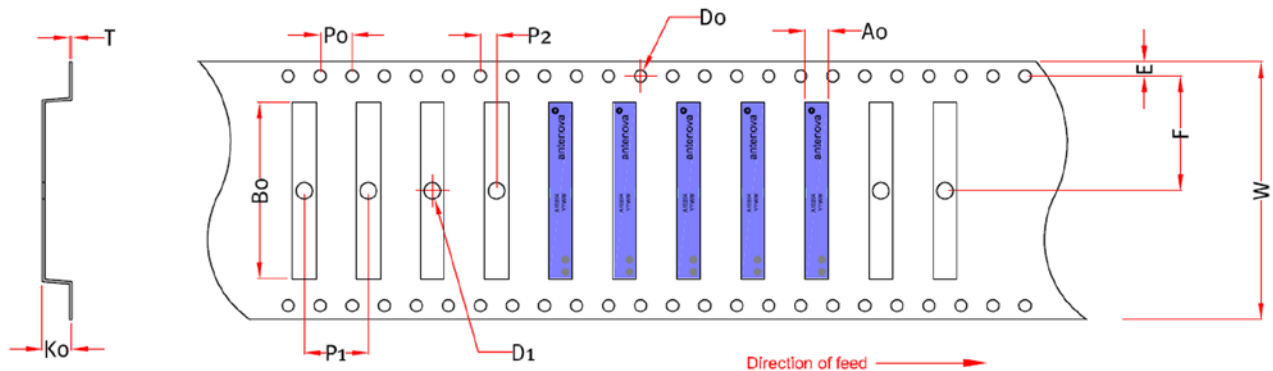 T
Po
P2
Do
Ao
E
F
W
Bo
antenova
antenova
antenova
antenova
antenova
Ko
P1
D1
Direction of feed